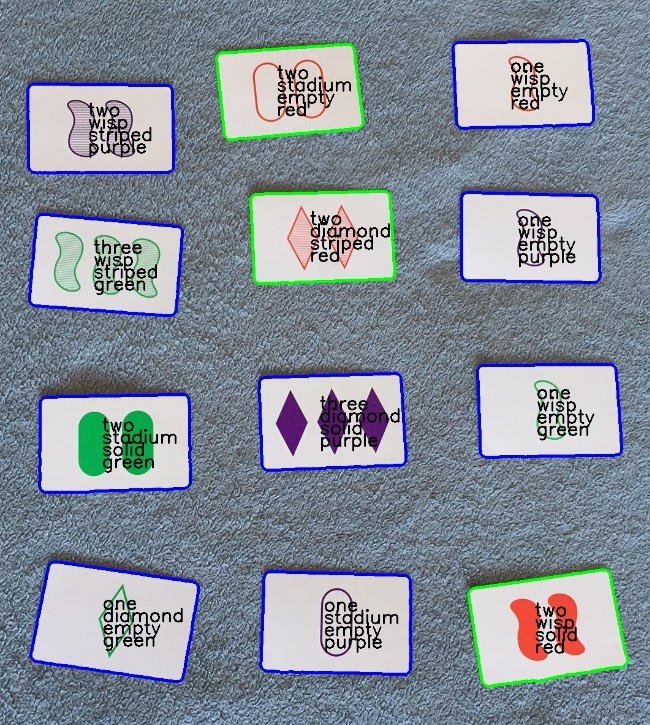 two
stadium
empty
red
one
wisp
empty
red
two
wisp
striped
purple
two
diamond
striped
red
one
wisp
empty
purple
three
wisp
striped
green
one
wisp
empty
green
three
diamond
solid
purple
two
stadium
solid
green
one
diamond
empty
green
one
stadium
empty
purple
two
wisp
solid
red